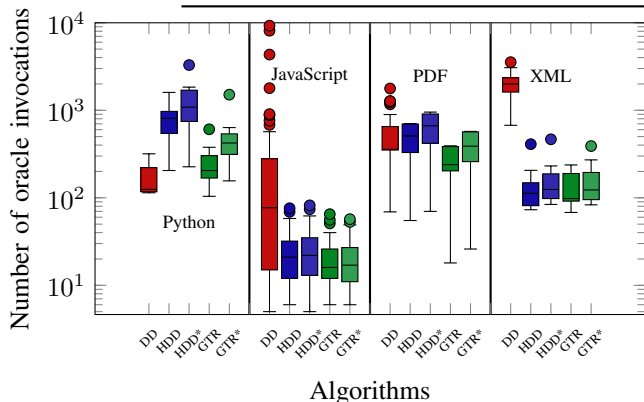 Number of oracle invocations
10^4
10^3
10^2
10^1
Python
JavaScript
PDF
XML
DD HDD HDD* GTR GTR* DD HDD HDD* GTR GTR* DD HDD HDD* GTR GTR* DD HDD HDD* GTR GTR*
Algorithms